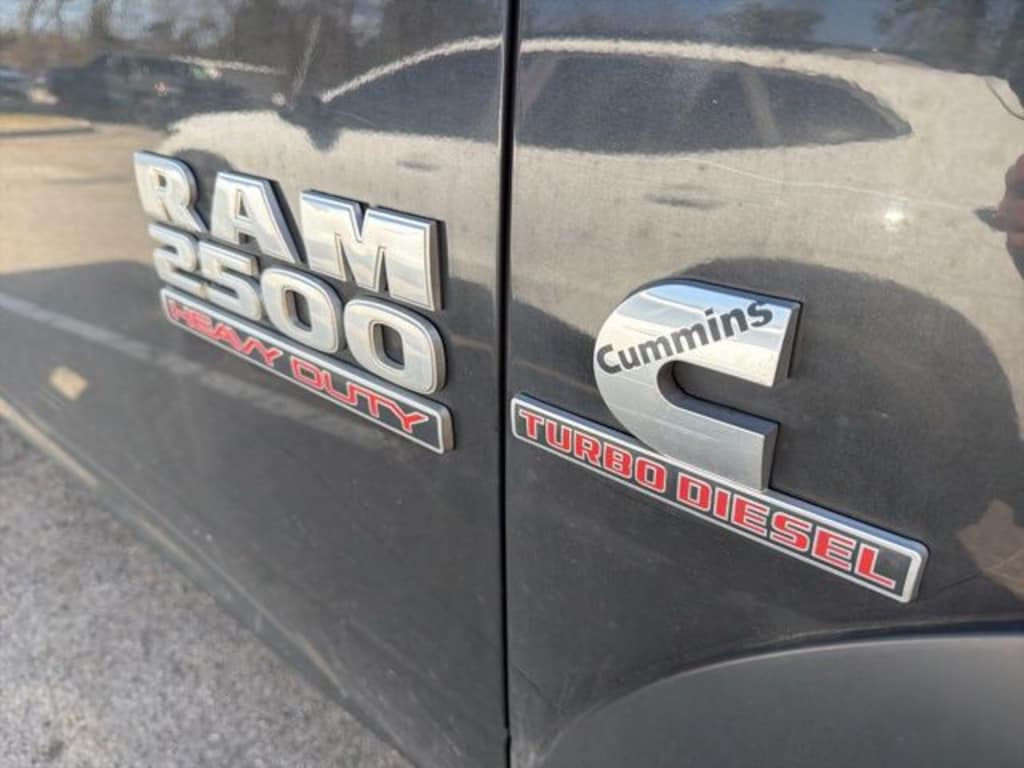 RAM
2500
HEAVY DUTY
Cummins
TURBO DIESEL